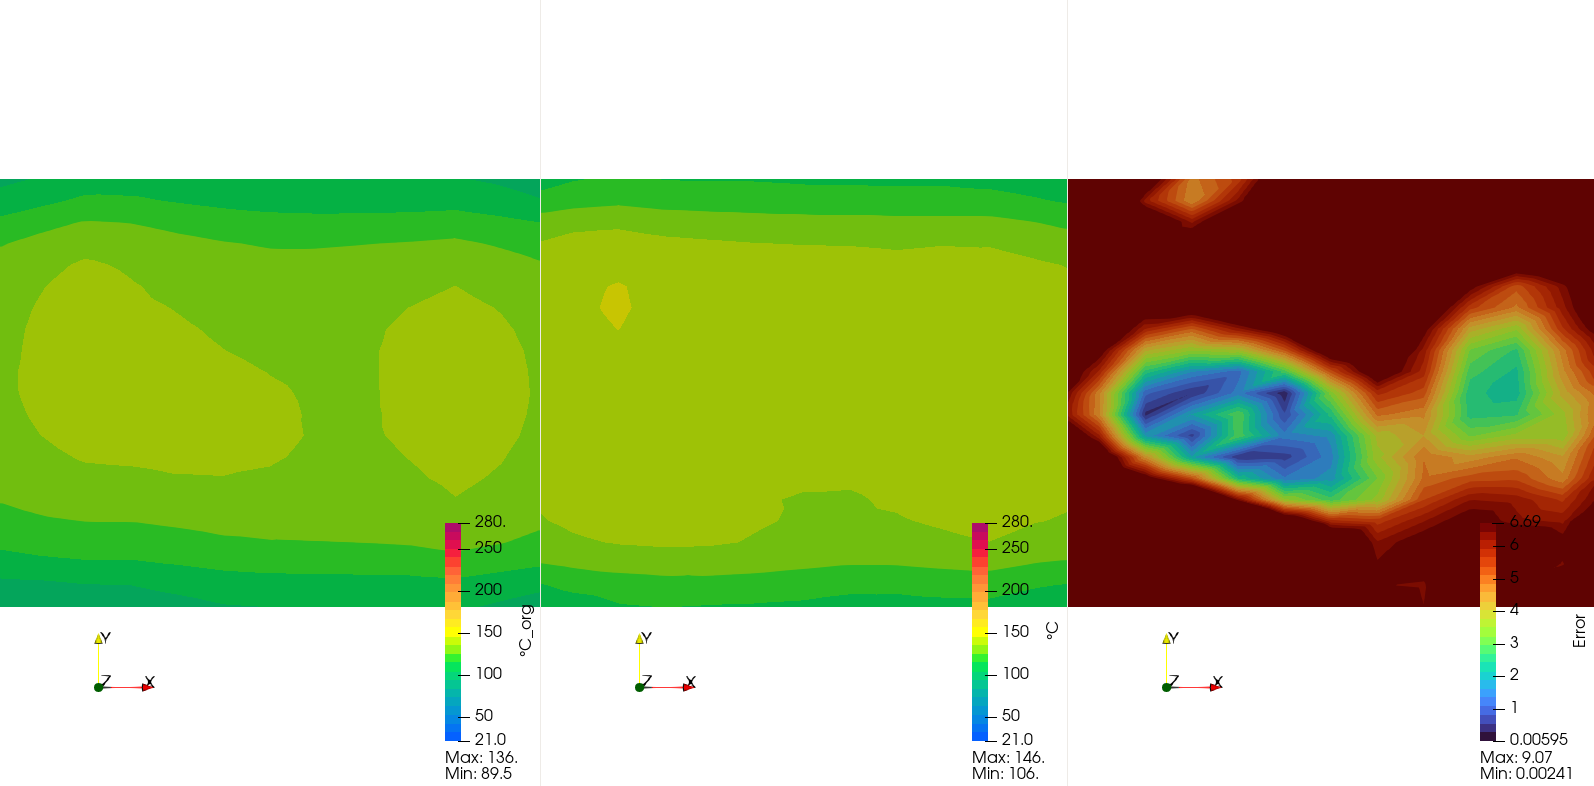 280.
250
200
150
100
50
21.0
°C_org
Max: 136.
Min: 89.5
Y
Z
X
280.
250
200
150
100
50
21.0
°C
Max: 146.
Min: 106.
Y
Z
X
6.69
6
5
4
3
2
1
0.00595
Error
Max: 9.07
Min: 0.00241
Y
Z
X